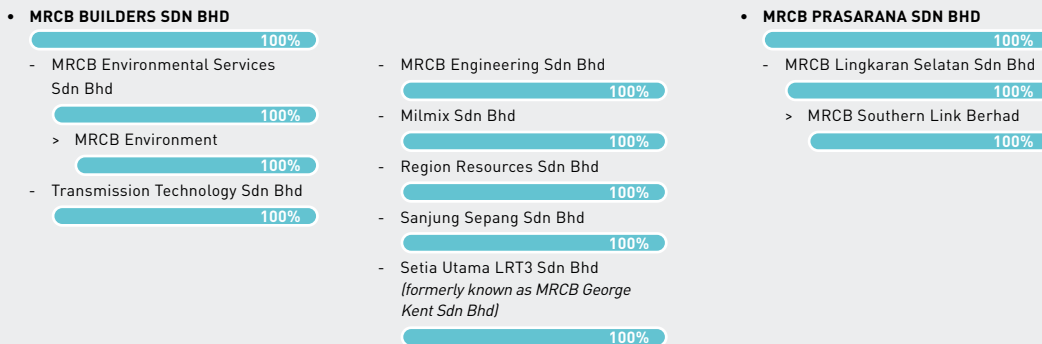 • MRCB BUILDERS SDN BHD
100%
- MRCB Environmental Services
Sdn Bhd
100%
> MRCB Environment
100%
- Transmission Technology Sdn Bhd
100%
- MRCB Engineering Sdn Bhd
100%
- Milmix Sdn Bhd
100%
- Region Resources Sdn Bhd
100%
- Sanjung Sepang Sdn Bhd
100%
- Setia Utama LRT3 Sdn Bhd
(formerly known as MRCB George
Kent Sdn Bhd)
100%
• MRCB PRASARANA SDN BHD
100%
- MRCB Lingkaran Selatan Sdn Bhd
100%
> MRCB Southern Link Berhad
100%